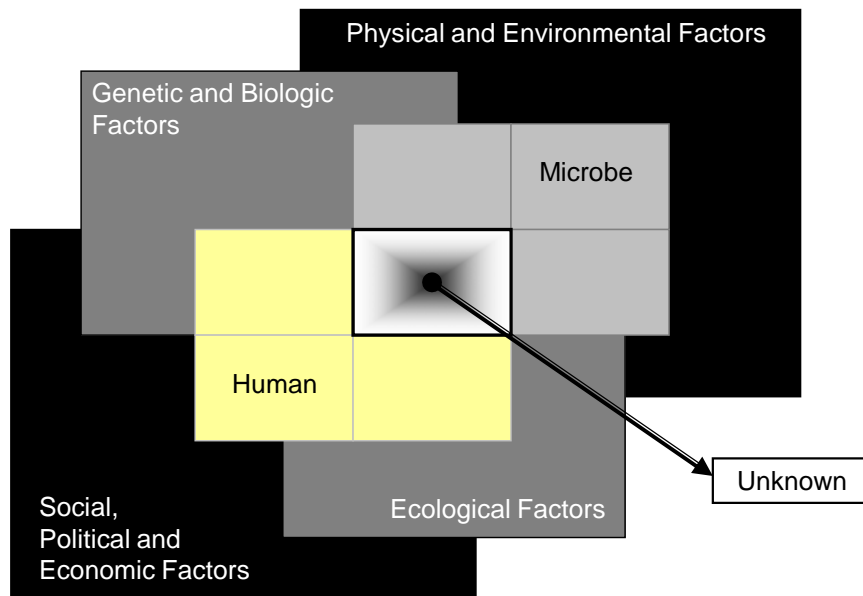 Physical and Environmental Factors
Genetic and Biologic
Factors
Microbe
Human
Unknown
Social,
Political and
Economic Factors
Ecological Factors